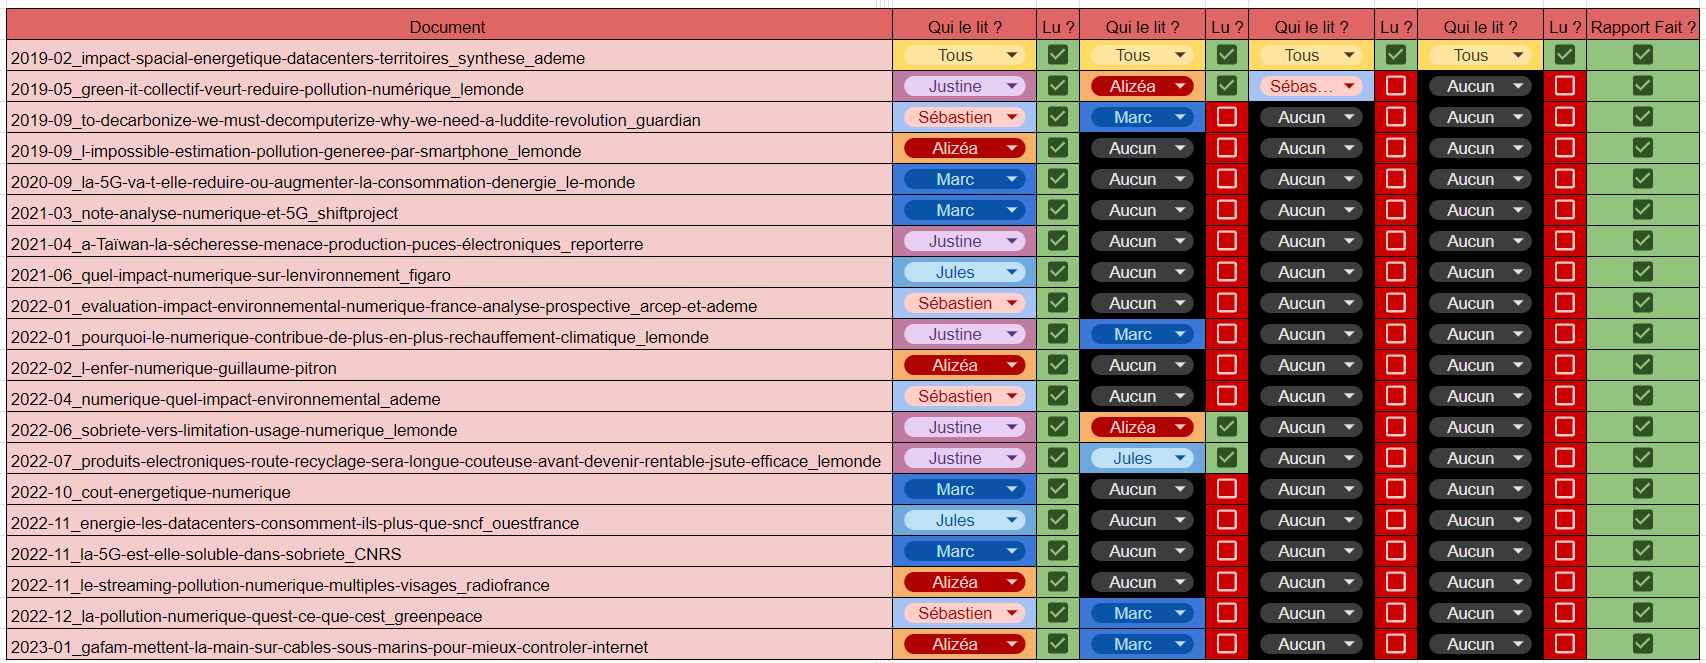 Document Qui le lit ? Lu ? Qui le lit ? Lu ? Qui le lit ? Lu ? Qui le lit ? Lu ? Rapport Fait ?
2019-02_impact-spacial-energetique-datacenters-territoires_synthese_ademe Tous Tous Tous Tous
2019-05_green-it-collectif-veurt-reduire-pollution-numérique_lemonde Justine Alizéa Sébas... Aucun
2019-09_to-decarbonize-we-must-decomputerize-why-we-need-a-luddite-revolution_guardian Sébastien Marc Aucun Aucun
2019-09_l-impossible-estimation-pollution-generee-par-smartphone_lemonde Alizéa Aucun Aucun Aucun
2020-09_la-5G-va-t-elle-reduire-ou-augmenter-la-consommation-denergie_le-monde Marc Aucun Aucun Aucun
2021-03_note-analyse-numerique-et-5G_shiftproject Marc Aucun Aucun Aucun
2021-04_a-Taïwan-la-sécheresse-menace-production-puces-électroniques_reporterre Justine Aucun Aucun Aucun
2021-06_quel-impact-numerique-sur-lenvironnement_figaro Jules Aucun Aucun Aucun
2022-01_evaluation-impact-environnemental-numerique-france-analyse-prospective_arcep-et-ademe Sébastien Aucun Aucun Aucun
2022-01_pourquoi-le-numerique-contribue-de-plus-en-plus-rechauffement-climatique_lemonde Justine Marc Aucun Aucun
2022-02_l-enfer-numerique-guillaume-pitron Alizéa Aucun Aucun Aucun
2022-04_numerique-quel-impact-environnemental_ademe Sébastien Aucun Aucun Aucun
2022-06_sobriete-vers-limitation-usage-numerique_lemonde Justine Alizéa Aucun Aucun
2022-07_produits-electroniques-route-recyclage-sera-longue-couteuse-avant-devenir-rentable-jsute-efficace_lemonde Justine Jules Aucun Aucun
2022-10_cout-energetique-numerique Marc Aucun Aucun Aucun
2022-11_energie-les-datacenters-consomment-ils-plus-que-sncf_ouestfrance Jules Aucun Aucun Aucun
2022-11_la-5G-est-elle-soluble-dans-sobriete_CNRS Marc Aucun Aucun Aucun
2022-11_le-streaming-pollution-numerique-multiples-visages_radiofrance Alizéa Aucun Aucun Aucun
2022-12_la-pollution-numerique-quest-ce-que-cest_greenpeace Sébastien Marc Aucun Aucun
2023-01_gafam-mettent-la-main-sur-cables-sous-marins-pour-mieux-controler-internet Alizéa Marc Aucun Aucun